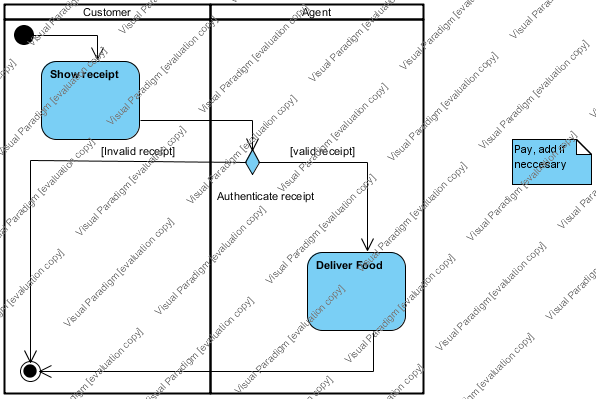 Customer
Agent
Show receipt
[Invalid receipt]
[valid receipt]
Pay, add if
neccesary
Authenticate receipt
Deliver Food
Visual Paradigm [evaluation copy]